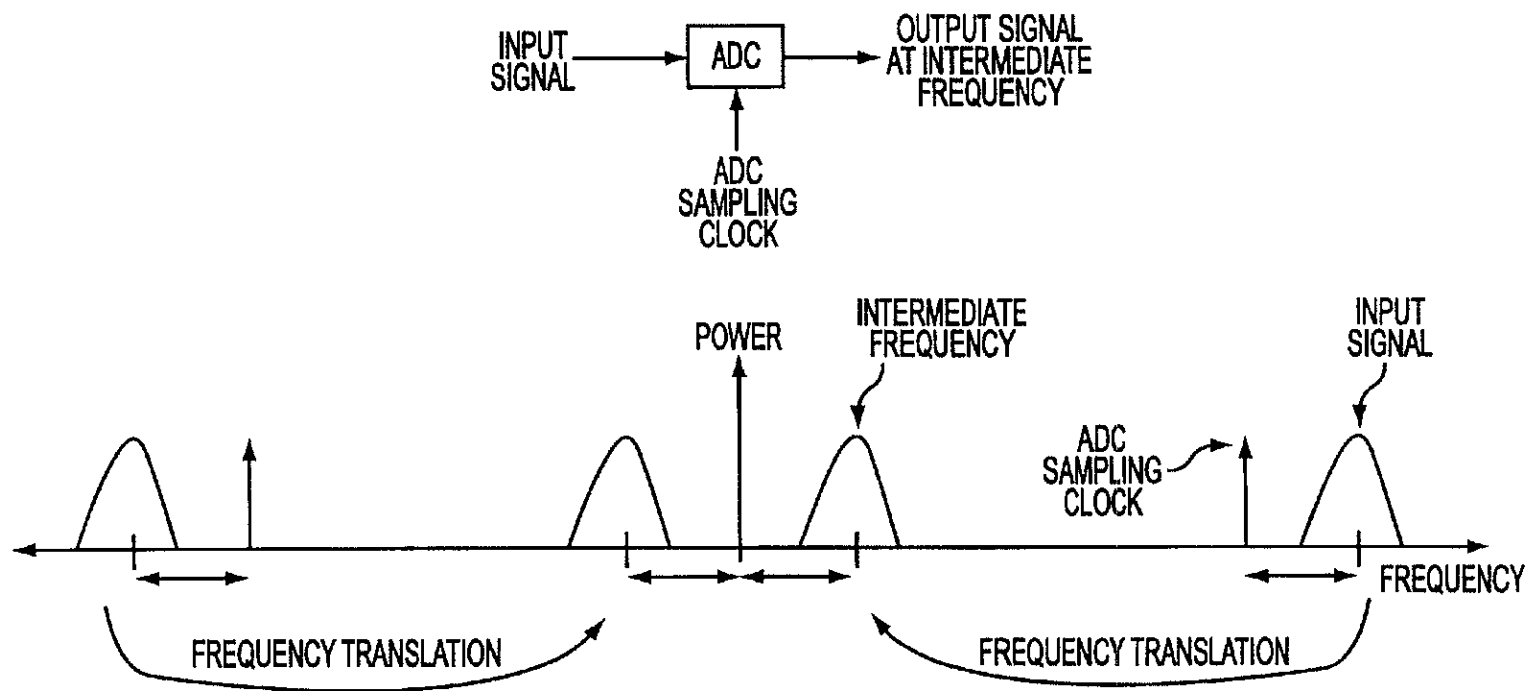 INPUT
SIGNAL
ADC
OUTPUT SIGNAL
AT INTERMEDIATE
FREQUENCY
ADC
SAMPLING
CLOCK
POWER
INTERMEDIATE
FREQUENCY
INPUT
SIGNAL
ADC
SAMPLING
CLOCK
FREQUENCY
FREQUENCY TRANSLATION
FREQUENCY TRANSLATION